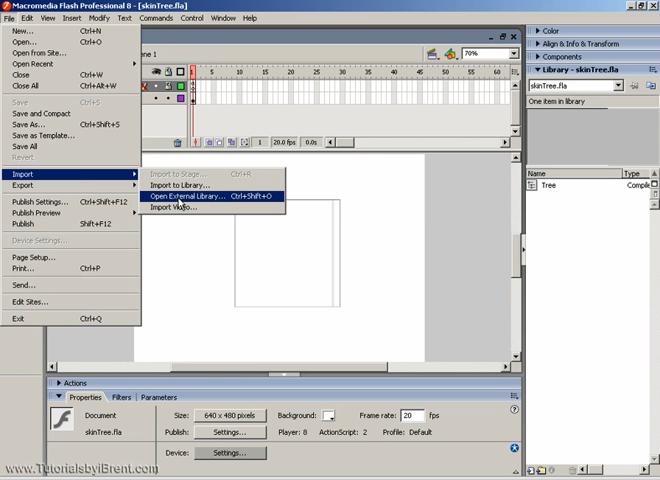 Macromedia Flash Professional 8 - [skinTree.fla]
File Edit View Insert Modify Text Commands Control Window Help
New... Ctrl+N
Open... Ctrl+O
Open from Site...
Open Recent
Close Ctrl+W
Close All Ctrl+Alt+W
Save Ctrl+S
Save and Compact
Save As... Ctrl+Shift+S
Save as Template...
Save All
Revert
Import
Export
Publish Settings... Ctrl+Shift+F12
Publish Preview
Publish Shift+F12
Device Settings...
Page Setup...
Print... Ctrl+P
Send...
Edit Sites...
Exit Ctrl+Q
Import to Stage... Ctrl+R
Import to Library...
Open External Library... Ctrl+Shift+O
Import Video...
ene 1
70%
1 5 10 15 20 25 30 35 40 45 50 55 60
1 20.0 fps 0.0s
Actions
Properties Filters Parameters
Document
skinTree.fla
Size: 640 x 480 pixels Background: Frame rate: 20 fps
Publish: Settings... Player: 8 ActionScript: 2 Profile: Default
Device: Settings...
Color
Align & Info & Transform
Components
Library - skinTree.fla
skinTree.fla
One item in library
Name Type
Tree Compile
www.TutorialsbyiBrent.com